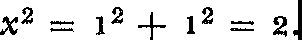 x² = 1² + 1² = 2.